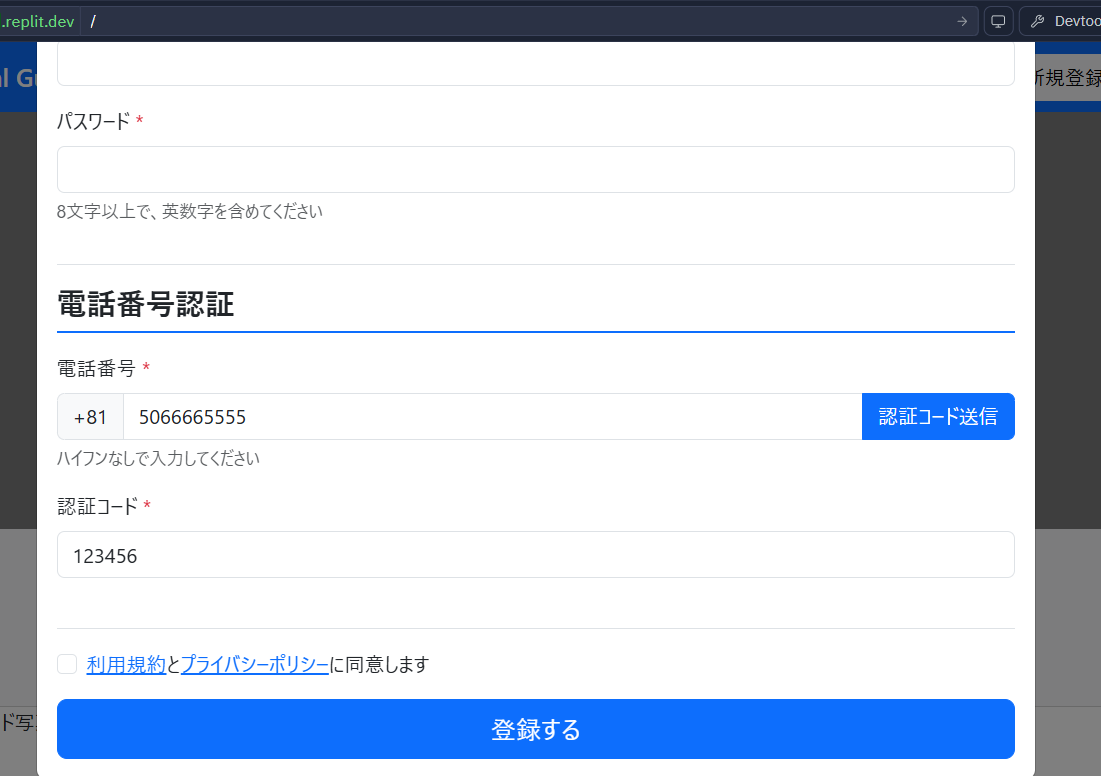 .replit.dev /
Devtoo
l Gu
新規登録
パスワード *
8文字以上で、英数字を含めてください
電話番号認証
電話番号 *
+81 5066665555 認証コード送信
ハイフンなしで入力してください
認証コード *
123456
利用規約とプライバシーポリシーに同意します
ド写
登録する